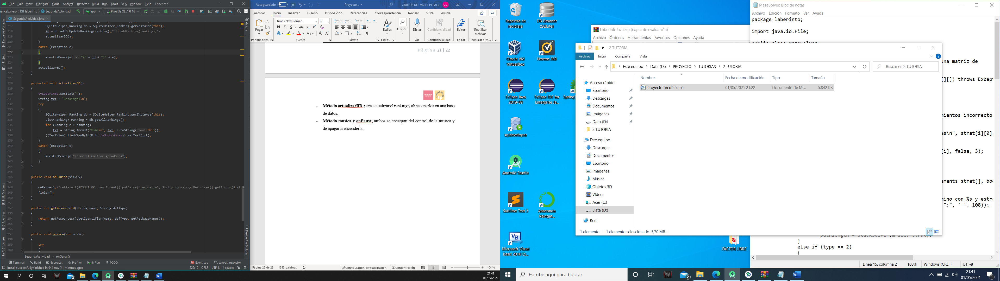 File Edit View Navigate Code Analyze Refactor Build Run Tools VCS Window Help Laberinto
iancaballero laberinto SegundaActividad app Pixel 3a XL API 16
SegundaActividad.java
217 SQLiteHelper_Ranking db = SQLiteHelper_Ranking.getInstance(this);
218 id = db.addOrUpdateRanking(ranking);/*db.addRanking(ranking);*/
219 actualizarBD();
220 }
221 catch (Exception e)
222 {
223 muestraMensaje( txt: "(" + id + ")" + e);
224 }
225 actualizarBD();
226 }
227
228 protected void actualizarBD()
229 {
230 tvLaberinto.setText("");
231 String txt = "Rankings:\n";
232 try
233 {
234 SQLiteHelper_Ranking db = SQLiteHelper_Ranking.getInstance(this);
235 List<Ranking> ranking = db.getAllRankings();
236 for (Ranking r : ranking)
237 txt = String.format("%s%s\n", txt, r.toString( cont: this));
238 ((TextView) findViewById(R.id.tvGanardores)).setText(txt);
239 }
240 catch (Exception e)
241 {
242 muestraMensaje("Error al mostrar ganadores");
243 }
244 }
245
246 public void onFinish(View v)
247 {
248 onPause();/*setResult(RESULT_OK, new Intent().putExtra("respuesta", String.format(getResources().getString(R.str
249 finish();
250 }
251
252 public int getResourceId(String name, String defType)
253 {
254 return getResources().getIdentifier(name, defType, getPackageName());
255 }
256
257 public void musica(int music)
258 {
259 try
260 {
SegundaActividad onGanar()
Terminal Build 6: Logcat Profiler 4: Run TODO Event Log Layout Inspector
Install successfully finished in 944 ms. (41 minutes ago) 222:10 CRLF UTF-8 4 spaces
Resource Manager
1: Project
Build Variants
2: Favorites
7: Structure
Gradle
Device File Explorer
Autoguardado Proyecto... CARLOS DEL VALLE PELAEZ CD
Archivo Inicio Insertar Diseño Disposición Referencias Correspondencia Revisar Vista Ayuda
Times New Roman 12
Pegar Estilos Edición Dictar Confidencialidad Editor Reutilizar archivos
Portapapeles Fuente Párrafo Estilos Voz Confidencialidad Editor Reutilizar archi...
Página 21 | 22
- Método actualizarBD, para actualizar el ranking y almacenarlos en una base
de datos.
- Método musica y onPause, ambos se encargan del control de la musica y
de apagarla encenderla.
Página 22 de 23 1393 palabras Configuración de visualización Concentración 104 %
21:41
01/05/2021
Papelera de reciclaje
DB Browser (SQLite)
Oracle VM VirtualBox
Norton 360
Eclipse Java 2019-09
Eclipse IDE for Enterprise Ja...
Spring
sqldeveloper
Android Studio
Sublime Text 3
Anaconda Navigat...
Microsoft Visual Basic 2010 Ex...
FACTOR LIBRE
LaberintoJava.zip (copia de evaluación)
Archivo Órdenes Herramientas Favoritos Opciones Ayuda
2 TUTORIA
Archivo Inicio Compartir Vista
Este equipo Data (D:) PROYECTO TUTORIAS 2 TUTORIA Buscar en 2 TUTORIA
Nombre Fecha de modificación Tipo Tamaño
Proyecto fin de curso 01/05/2021 21:22 Documento de Mi... 5.842 KB
Acceso rápido
Escritorio
Descargas
Documentos
Imágenes
Data (D:)
2 TUTORIA
Este equipo
Descargas
Documentos
Escritorio
Imágenes
Música
Objetos 3D
Vídeos
Acer (C:)
Data (D:)
Red
1 elemento 1 elemento seleccionado 5,70 MB
MazeSolver: Bloc de notas
Archivo Edición Formato Ver Ayuda
package laberinto;
import java.io.File;
public class MazeSolver
una matriz de
[][]) throws Except
mientos incorrecto
%s\n", strat[i][0]
[i], false, 3);
ements strat[], boo
mino con %s y estra
":", '-', 108));
}
else if (type == 2)
{
Línea 15, columna 2 100% Windows (CRLF) UTF-8
Escribe aquí para buscar
21:41
01/05/2021